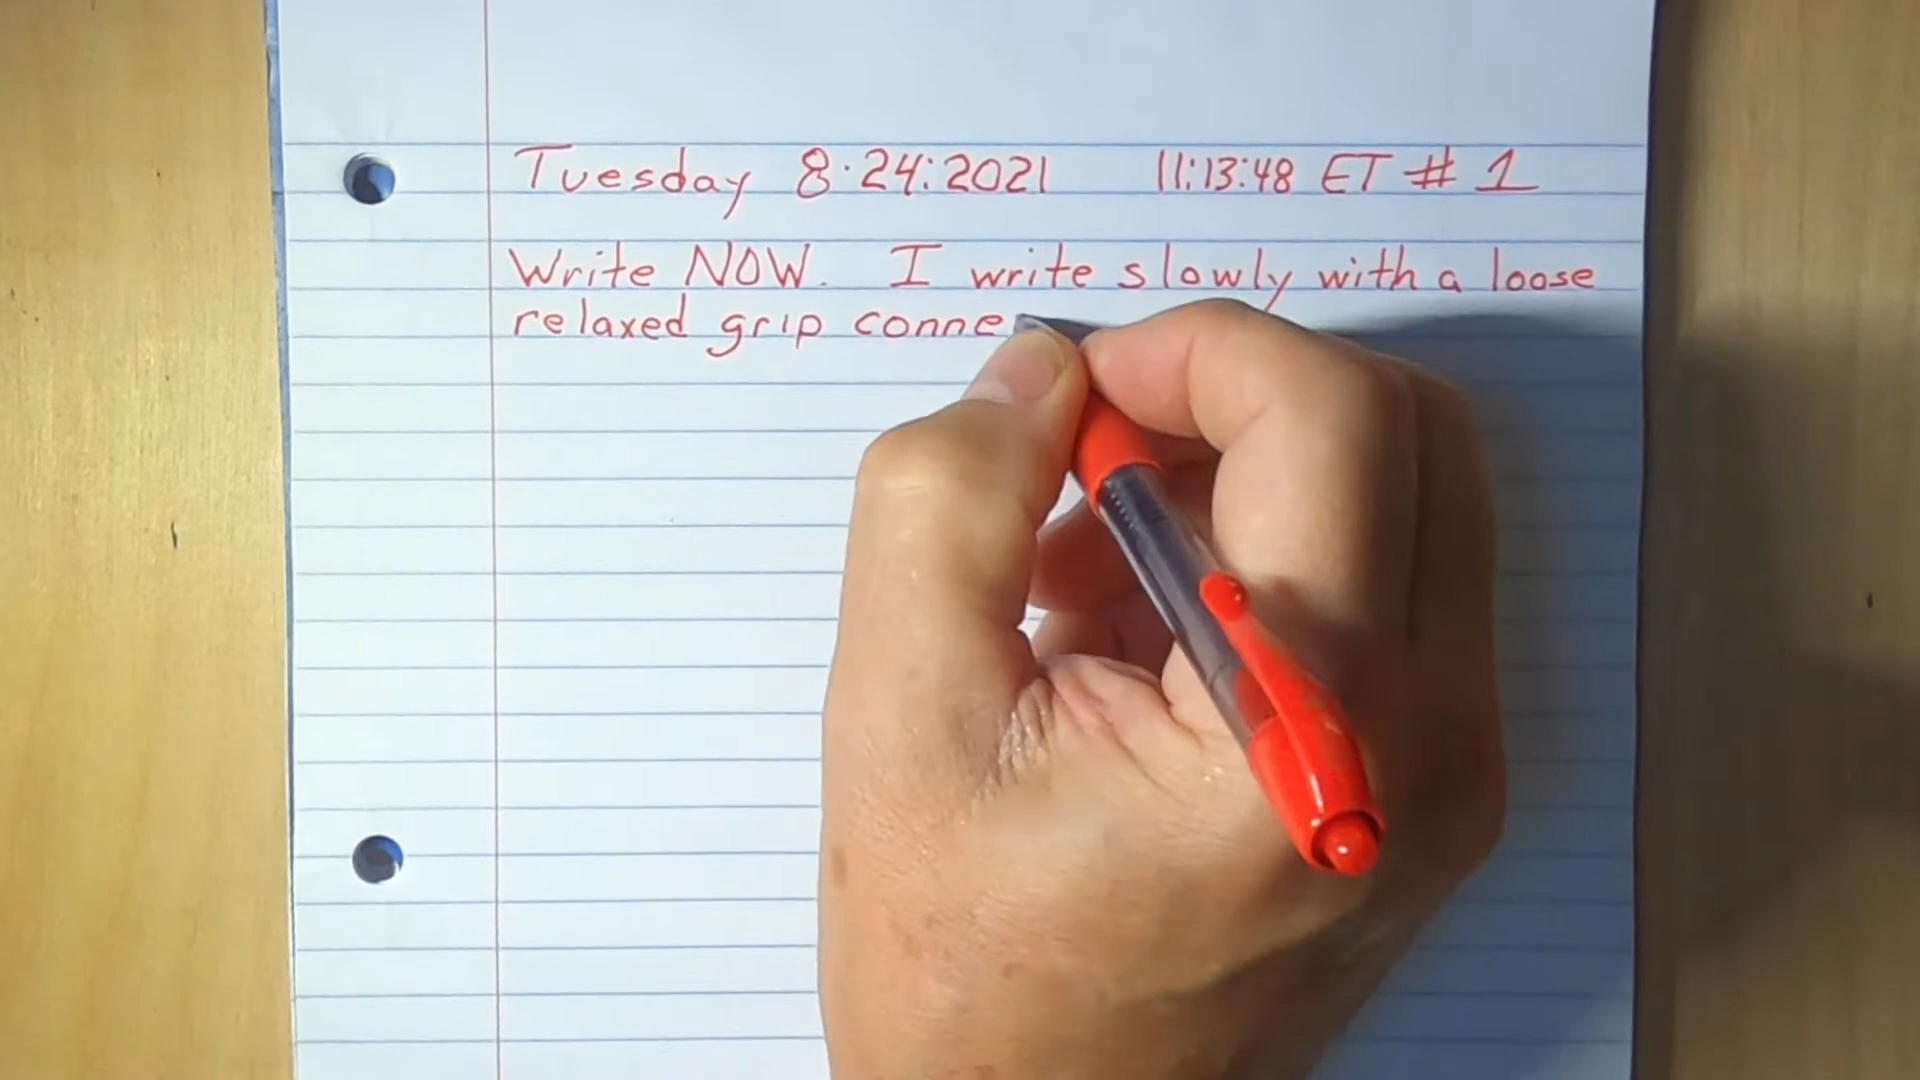 Tuesday 8·24:2021 11:13:48 ET # 1
Write NOW. I write slowly with a loose
relaxed grip conne